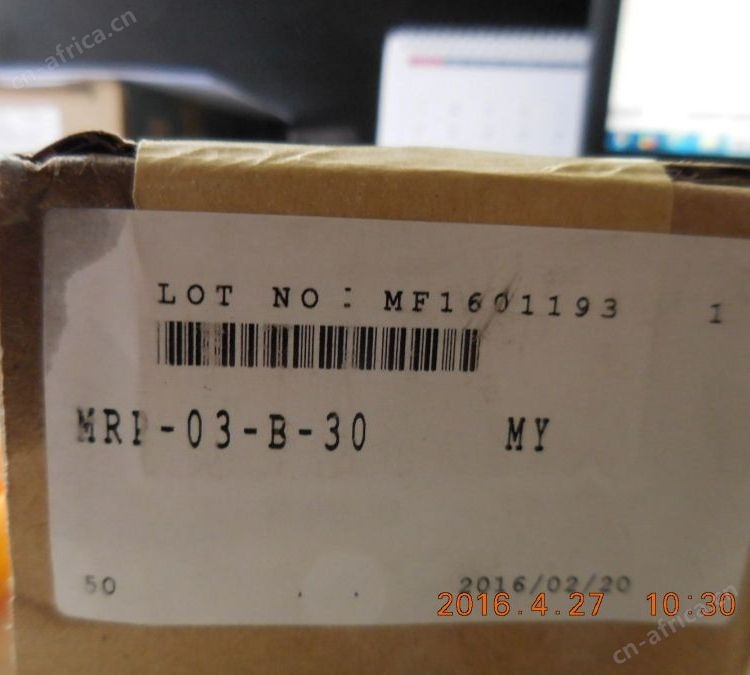 cn-africa.cn
LOT NO: MF1601193 1
MRP-03-B-30 MY
50 2016/02/20
2016.4.27 10:30
cn-africa.cn